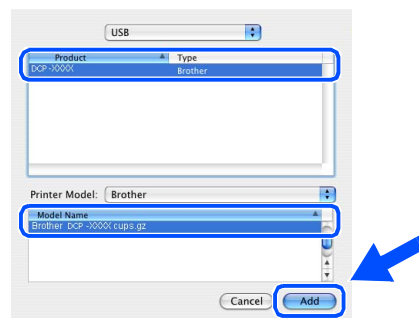 USB
Product Type
DCP-XXXX Brother
Printer Model: Brother
Model Name
Brother DCP-XXXX cups.gz
Cancel Add